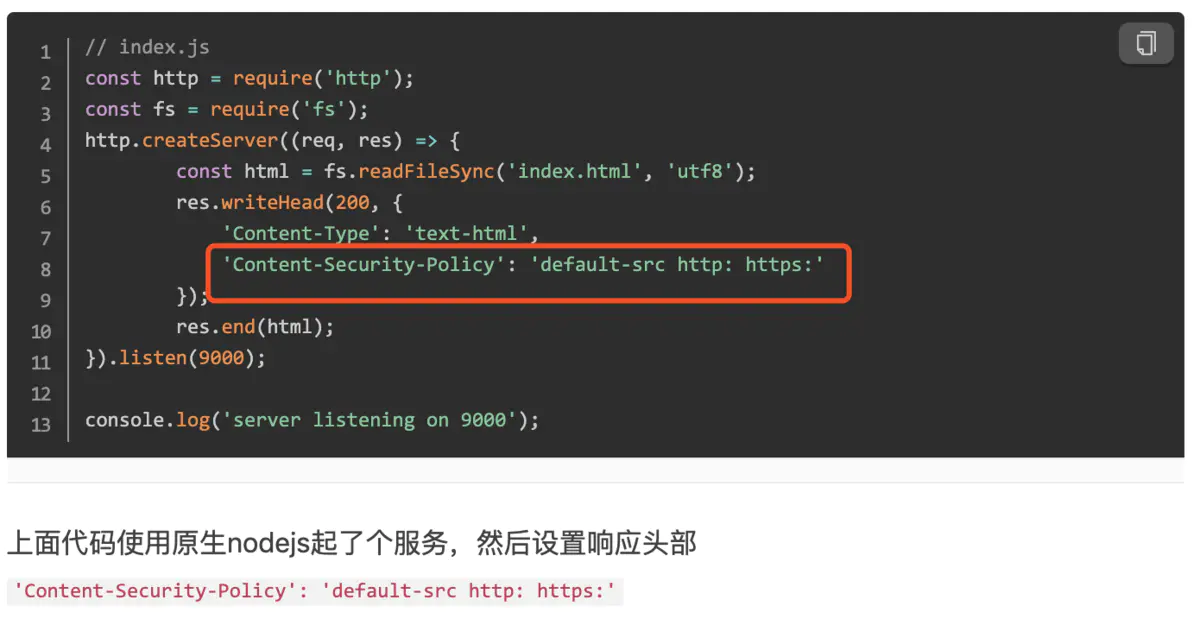 1 // index.js
2 const http = require('http');
3 const fs = require('fs');
4 http.createServer((req, res) => {
5         const html = fs.readFileSync('index.html', 'utf8');
6         res.writeHead(200, {
7             'Content-Type': 'text-html',
8             'Content-Security-Policy': 'default-src http: https:'
9         });
10         res.end(html);
11 }).listen(9000);
12
13 console.log('server listening on 9000');
上面代码使用原生nodejs起了个服务，然后设置响应头部
'Content-Security-Policy': 'default-src http: https:'